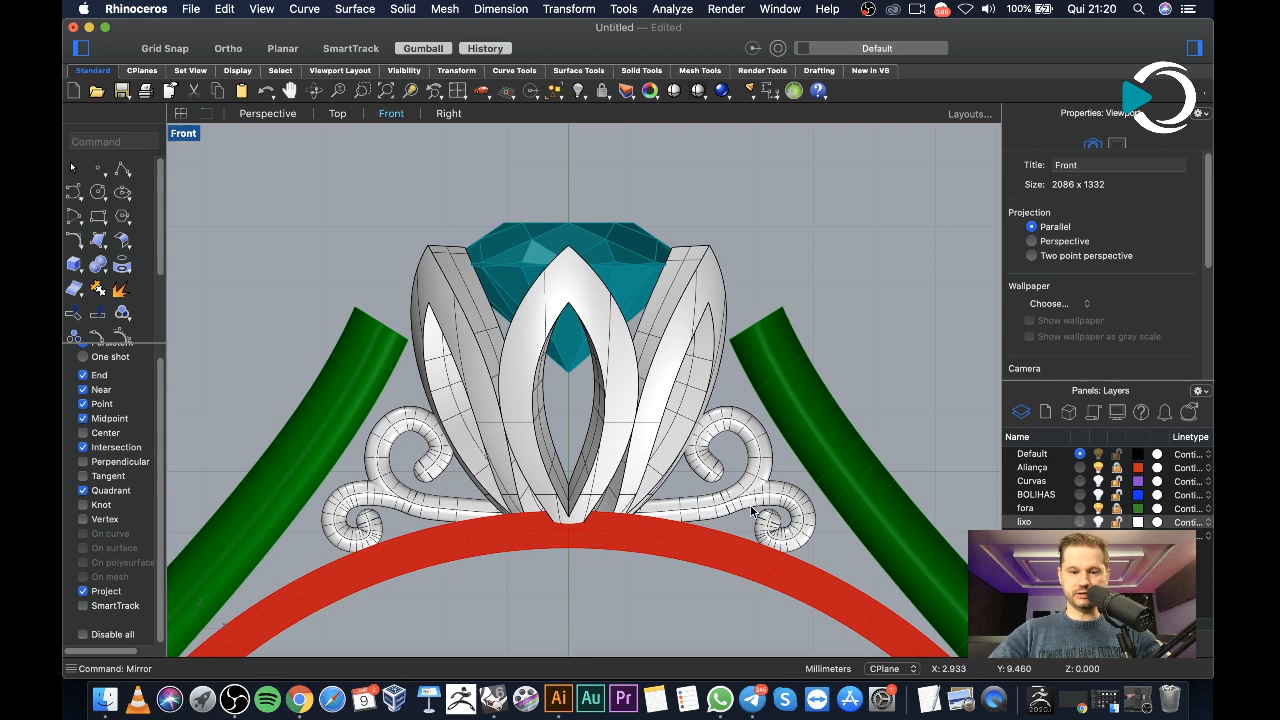 Rhinoceros File Edit View Curve Surface Solid Mesh Dimension Transform Tools Analyze Render Window Help 100% Qui 21:20
Untitled — Edited
Grid Snap Ortho Planar SmartTrack Gumball History Default
Standard CPlanes Set View Display Select Viewport Layout Visibility Transform Curve Tools Surface Tools Solid Tools Mesh Tools Render Tools Drafting New in V6
Perspective Top Front Right Layouts...
Front
Command
One shot
End
Near
Point
Midpoint
Center
Intersection
Perpendicular
Tangent
Quadrant
Knot
Vertex
On curve
On surface
On polysurface
On mesh
Project
SmartTrack
Disable all
Title: Front
Size: 2086 x 1332
Projection
Parallel
Perspective
Two point perspective
Wallpaper
Choose...
Show wallpaper
Show wallpaper as gray scale
Camera
Panels: Layers
Name Linetype
Default Conti...
Aliança Conti...
Curvas Conti...
BOLIHAS Conti...
fora Conti...
lixo Conti...
Command: Mirror Millimeters CPlane X: 2.933 Y: 9.460 Z: 0.000